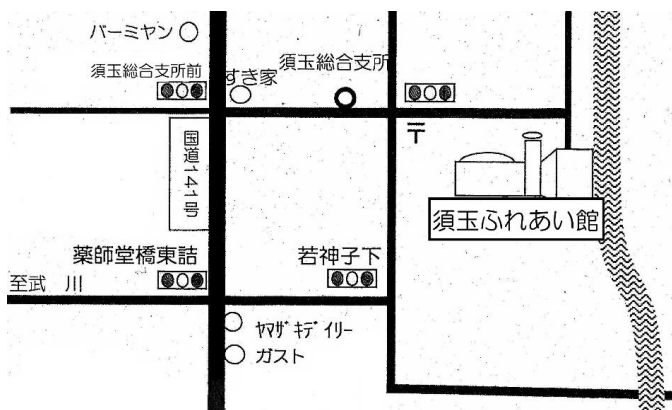 バーミヤン
須玉総合支所前
すき家
須玉総合支所
国道141号
〒
須玉ふれあい館
薬師堂橋東詰
若神子下
至武 川
ヤマザキデイリー
ガスト